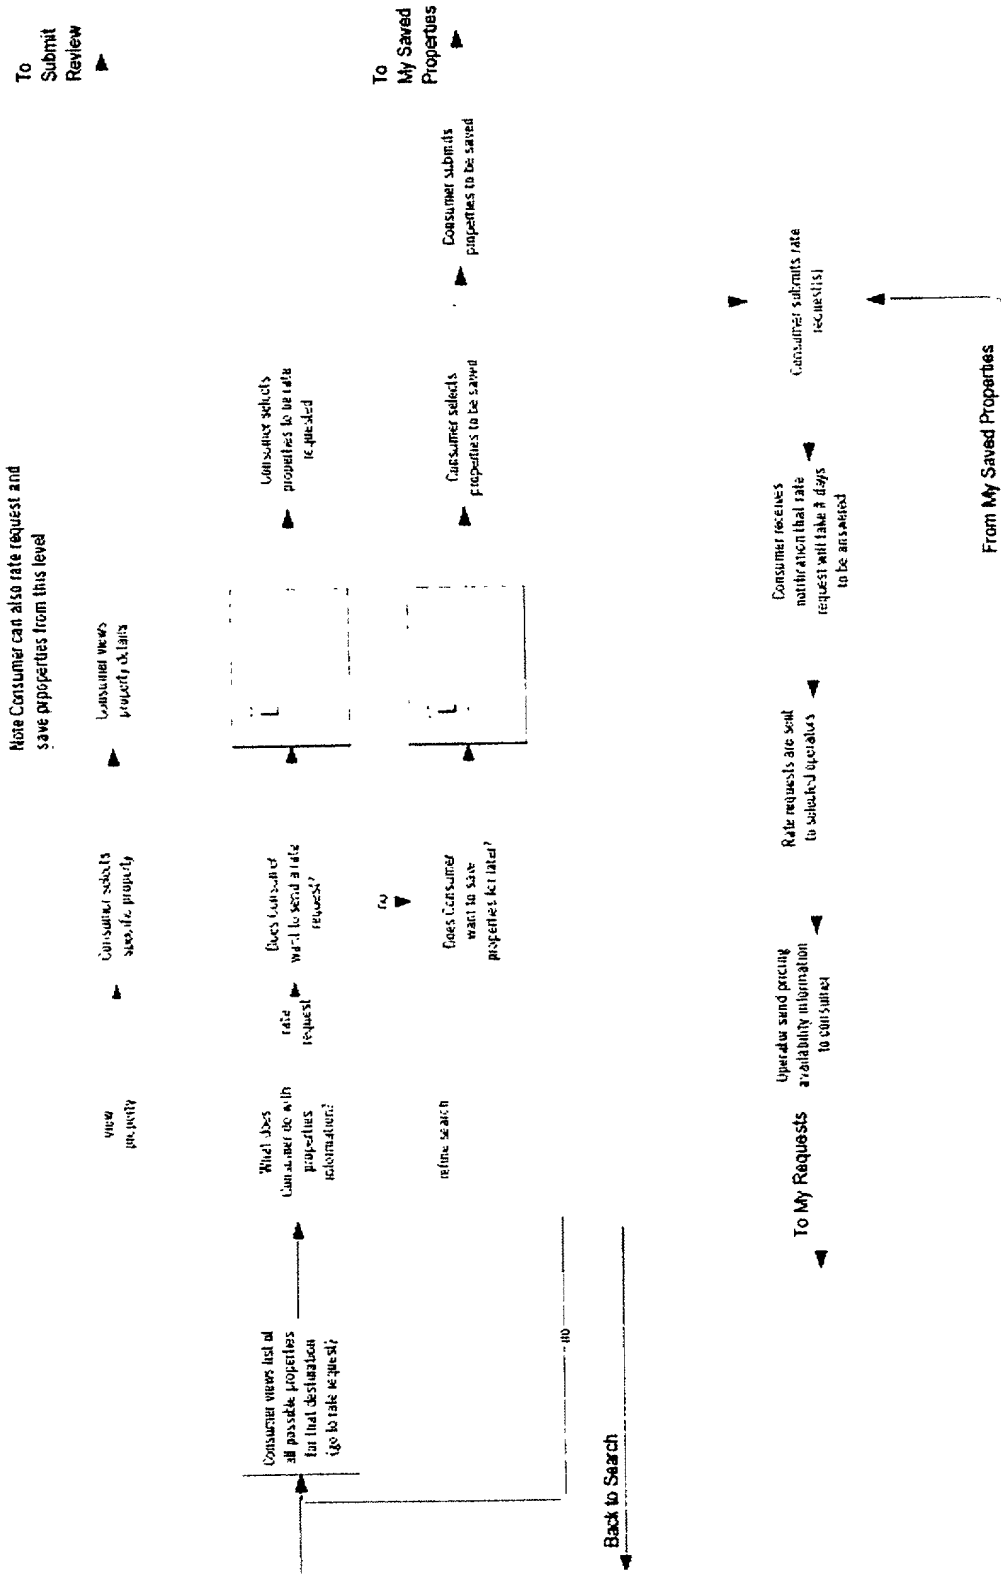 Note Consumer can also rate request and
save prpoperties from this level
To
Submit
Review
view
property
Consumer selects
specific property
Consumer views
property details
Consumer views list of
all possible properties
for that destination
(go to rate request)
What does
Consumer do with
properties
information?
rate
request
Does Consumer
want to send a rate
request?
Consumer selects
properties to be rate
requested
no
refine search
Does Consumer
want to save
properties for later?
Consumer selects
properties to be saved
Consumer submits
properties to be saved
To
My Saved
Properties
no
Back to Search
To My Requests
Operator send pricing
availability information
to consumer
Rate requests are sent
to selected operators
Consumer receives
notification that rate
request will take # days
to be answered
Consumer submits rate
request(s)
From My Saved Properties